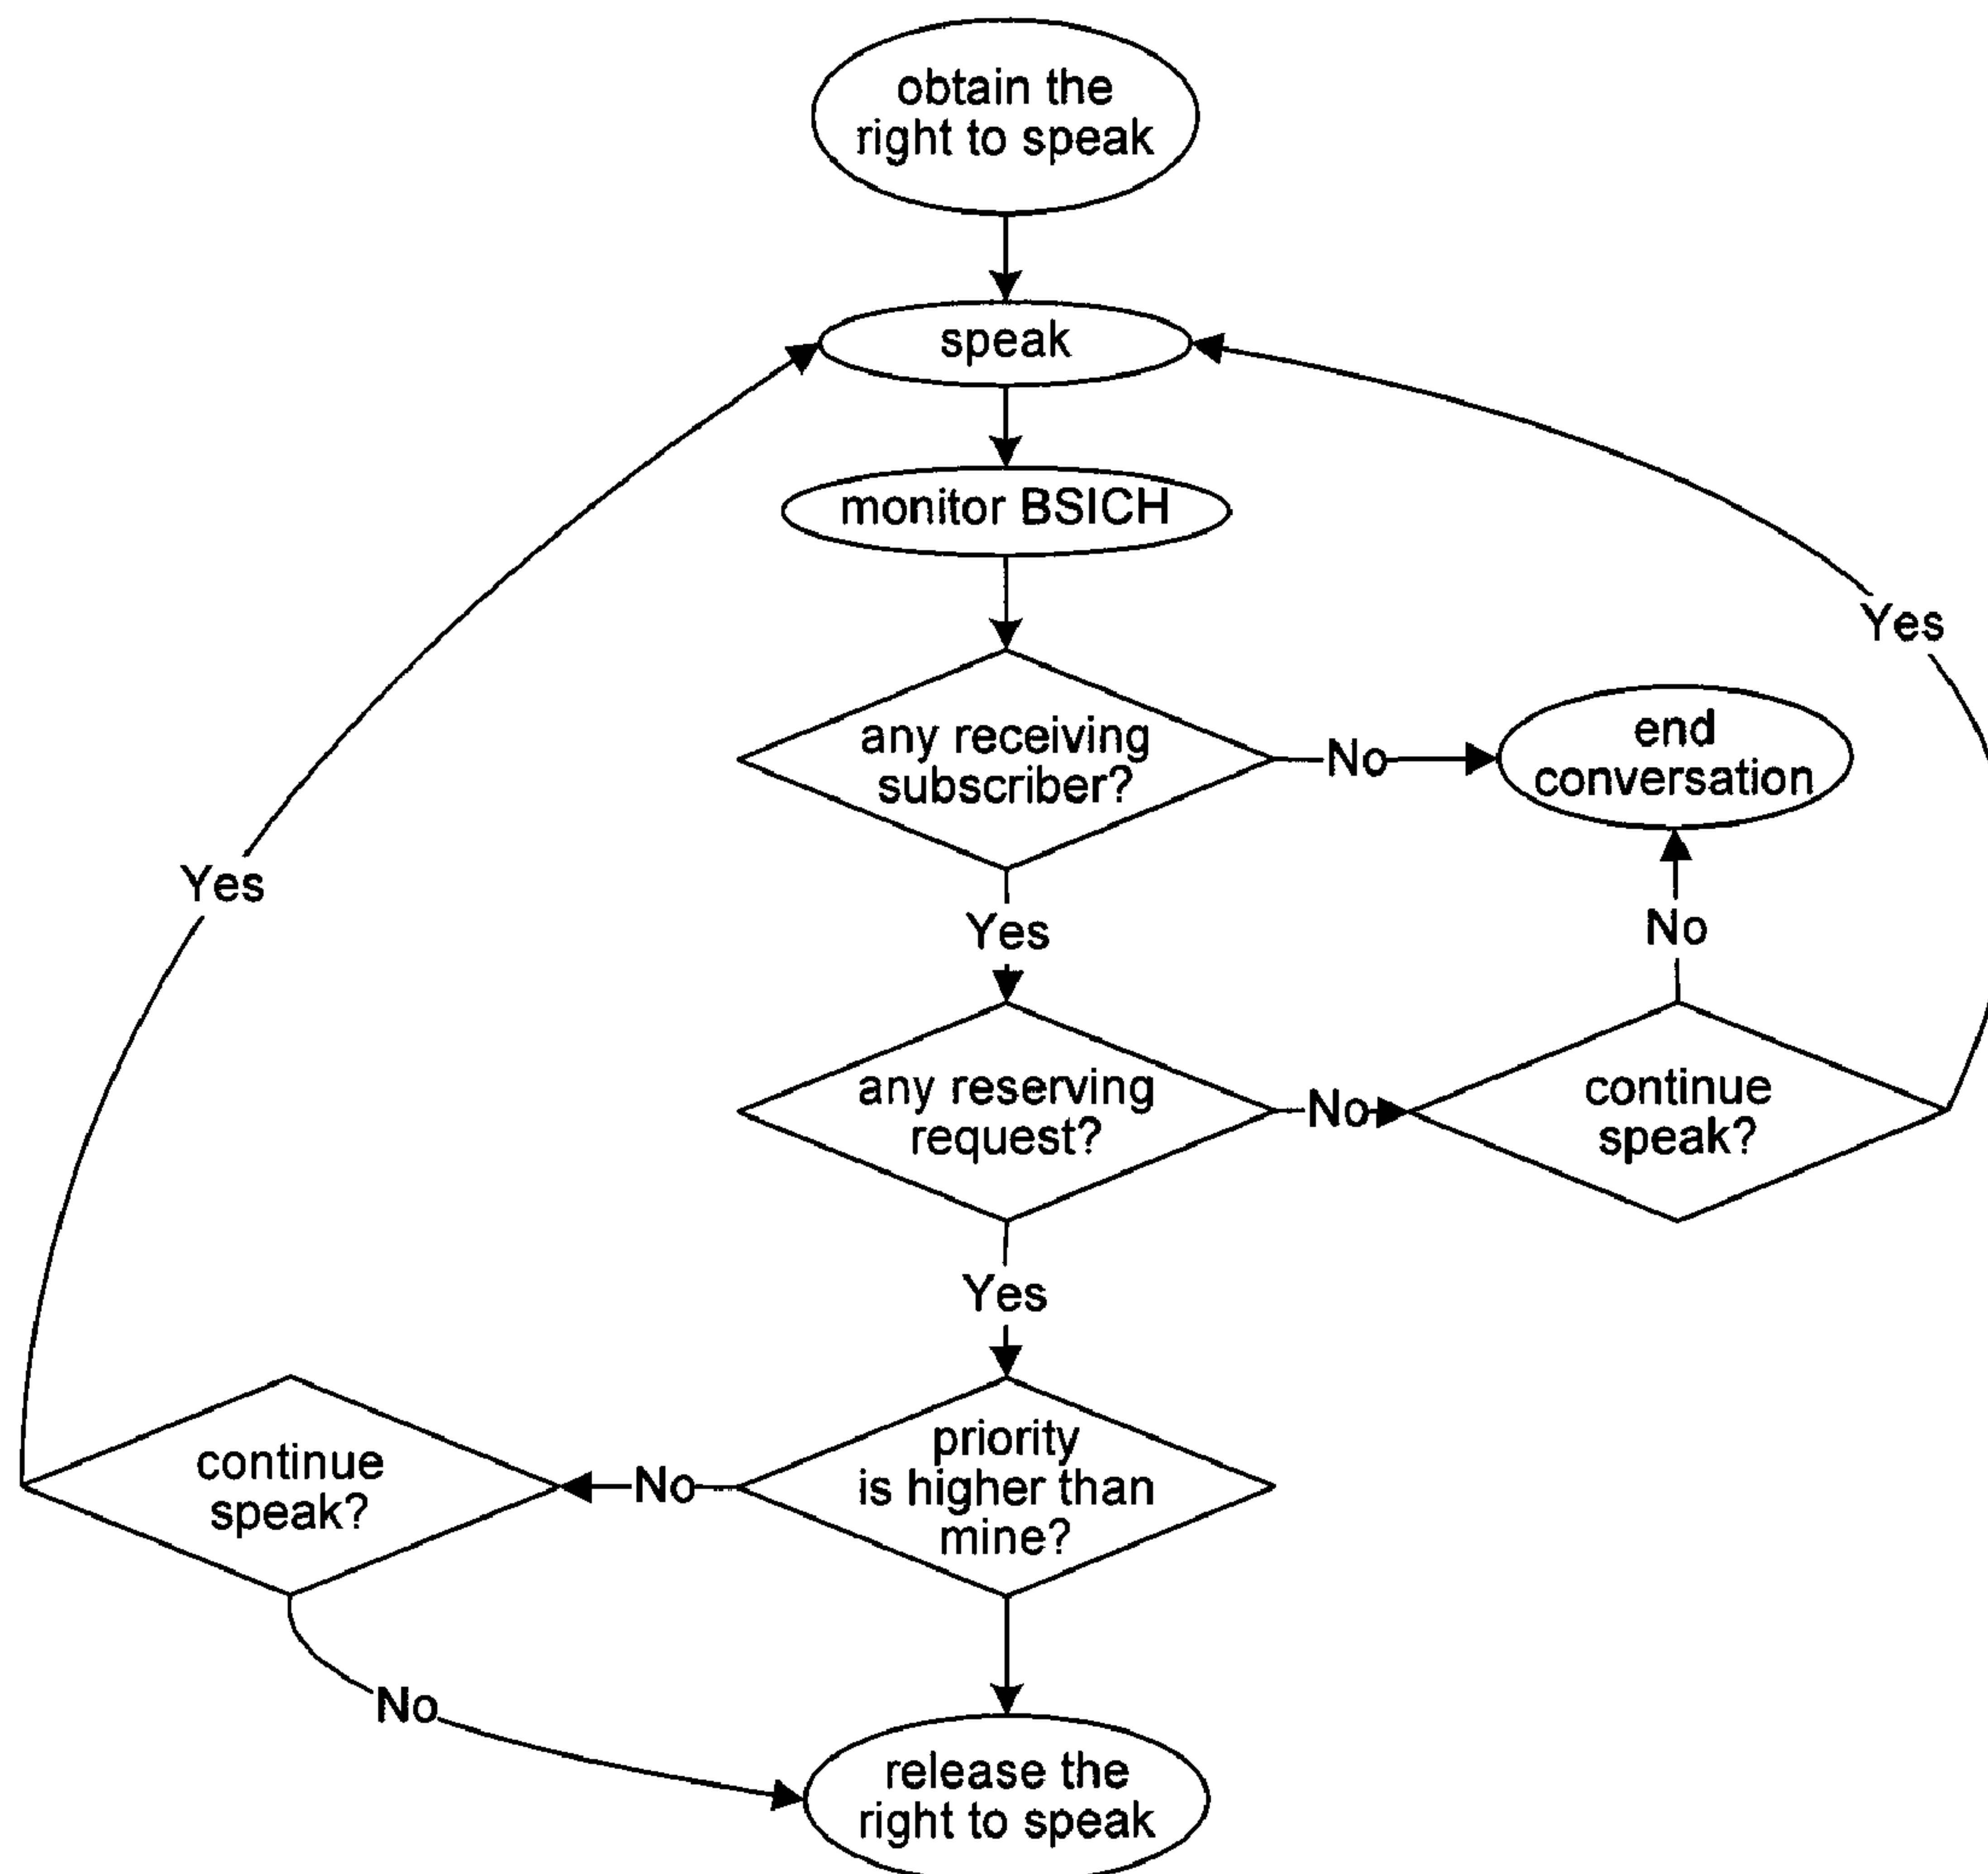 obtain the
right to speak
speak
monitor BSICH
Yes
any receiving
subscriber?
No
end
conversation
Yes
Yes
No
any reserving
request?
No
continue
speak?
Yes
continue
speak?
No
priority
is higher than
mine?
No
release the
right to speak